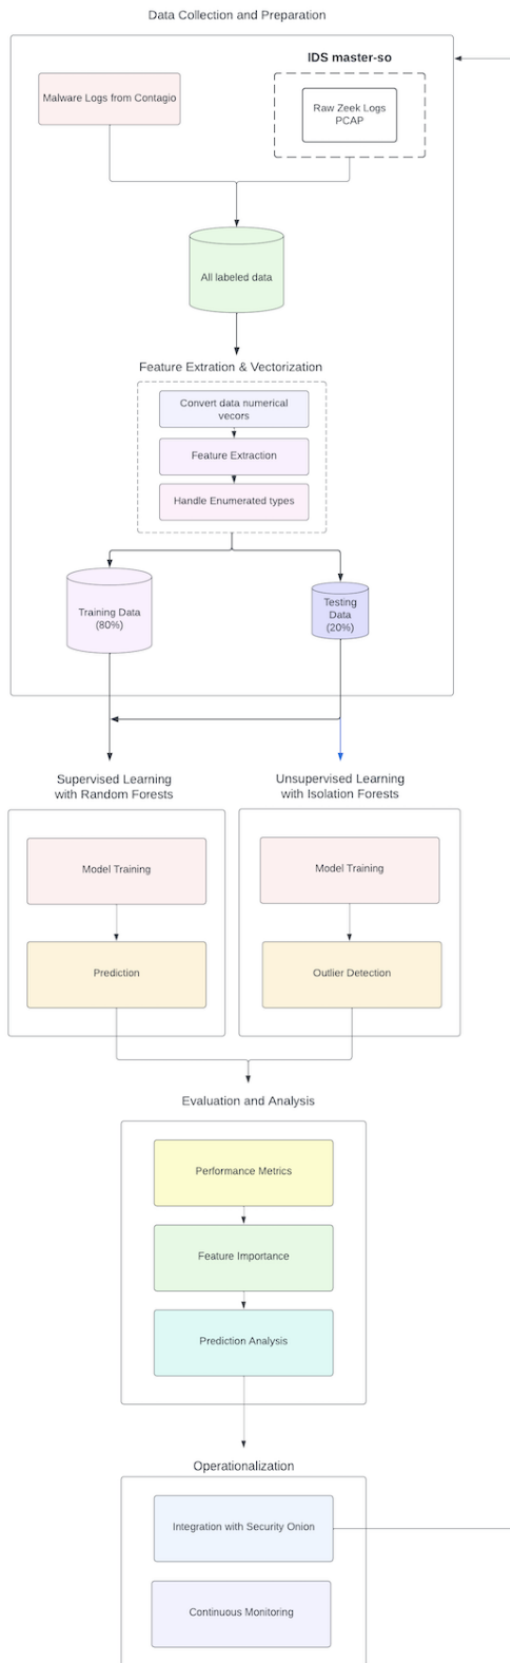 Data Collection and Preparation
IDS master-so
Malware Logs from Contagio
Raw Zeek Logs
PCAP
All labeled data
Feature Extration & Vectorization
Convert data numerical
vecors
Feature Extraction
Handle Enumerated types
Training Data
(80%)
Testing
Data
(20%)
Supervised Learning
with Random Forests
Unsupervised Learning
with Isolation Forests
Model Training
Model Training
Prediction
Outlier Detection
Evaluation and Analysis
Performance Metrics
Feature Importance
Prediction Analysis
Operationalization
Integration with Security Onion
Continuous Monitoring